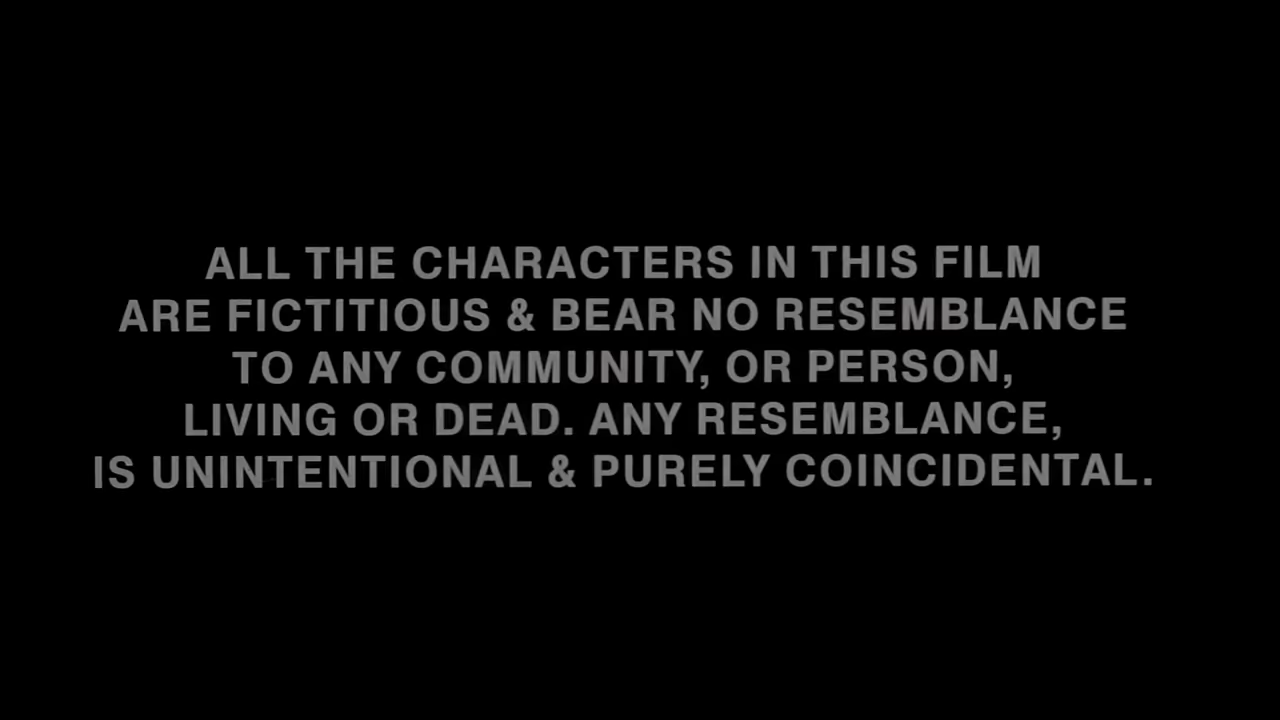 ALL THE CHARACTERS IN THIS FILM
ARE FICTITIOUS & BEAR NO RESEMBLANCE
TO ANY COMMUNITY, OR PERSON,
LIVING OR DEAD. ANY RESEMBLANCE,
IS UNINTENTIONAL & PURELY COINCIDENTAL.